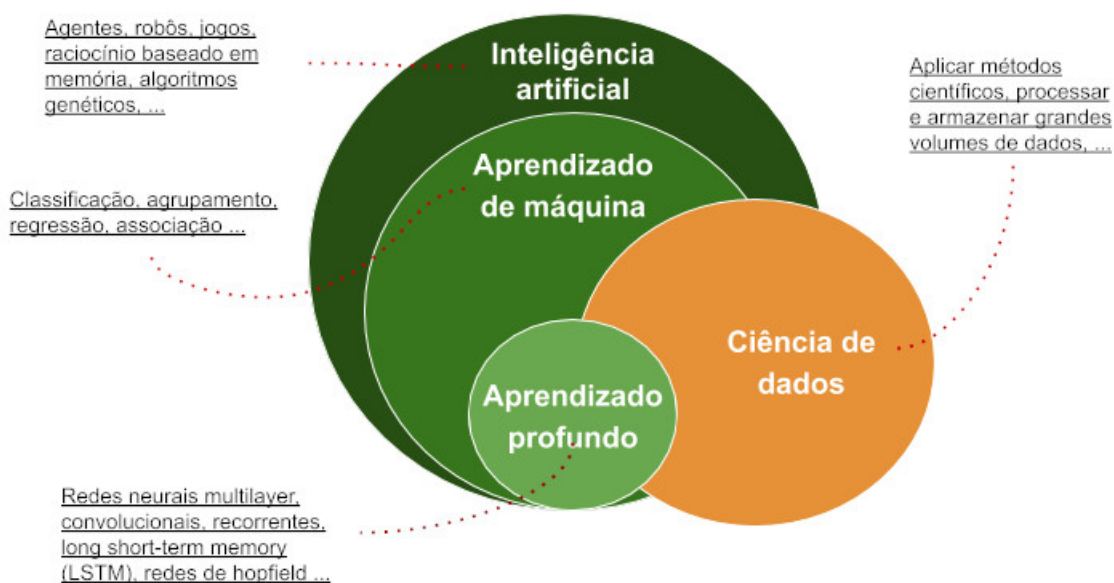 Agentes, robôs, jogos,
raciocínio baseado em
memória, algoritmos
genéticos, ...
Inteligência
artificial
Aplicar métodos
científicos, processar
e armazenar grandes
volumes de dados, ...
Aprendizado
de máquina
Classificação, agrupamento,
regressão, associação ...
Ciência de
dados
Aprendizado
profundo
Redes neurais multilayer,
convolucionais, recorrentes,
long short-term memory
(LSTM), redes de hopfield ...